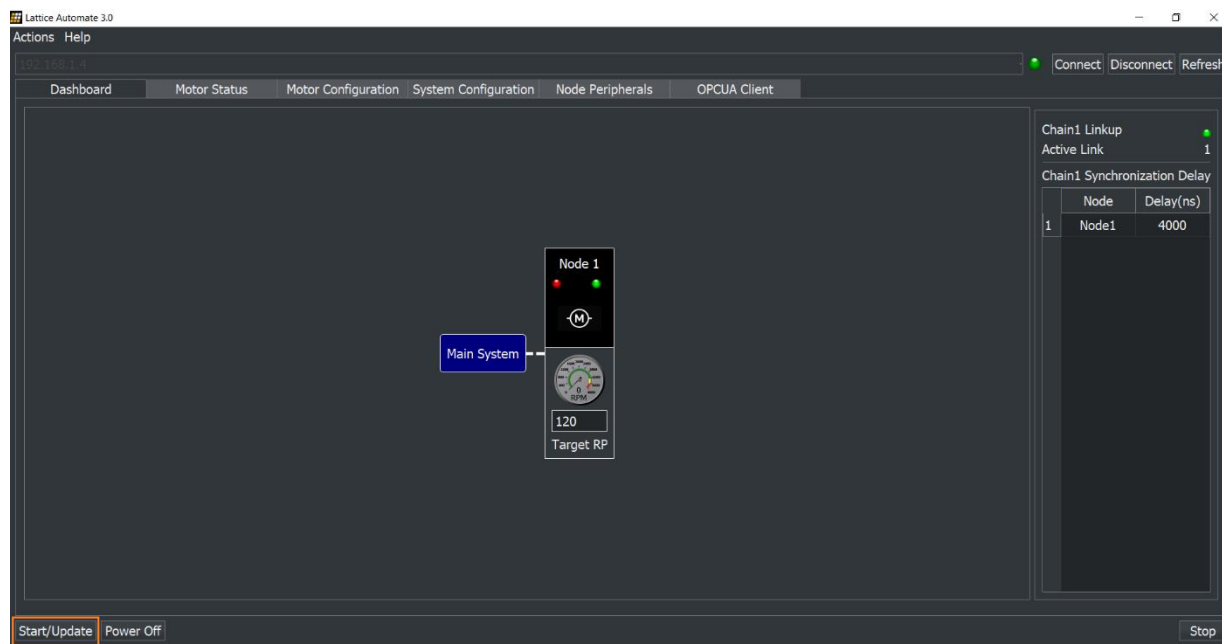 Lattice Automate 3.0
Actions Help
192.168.1.4
Connect Disconnect Refresh
Dashboard Motor Status Motor Configuration System Configuration Node Peripherals OPCUA Client
Chain1 Linkup
Active Link 1
Chain1 Synchronization Delay
Node Delay(ns)
1 Node1 4000
Node 1
M
Main System
0
RPM
120
Target RP
Start/Update Power Off Stop